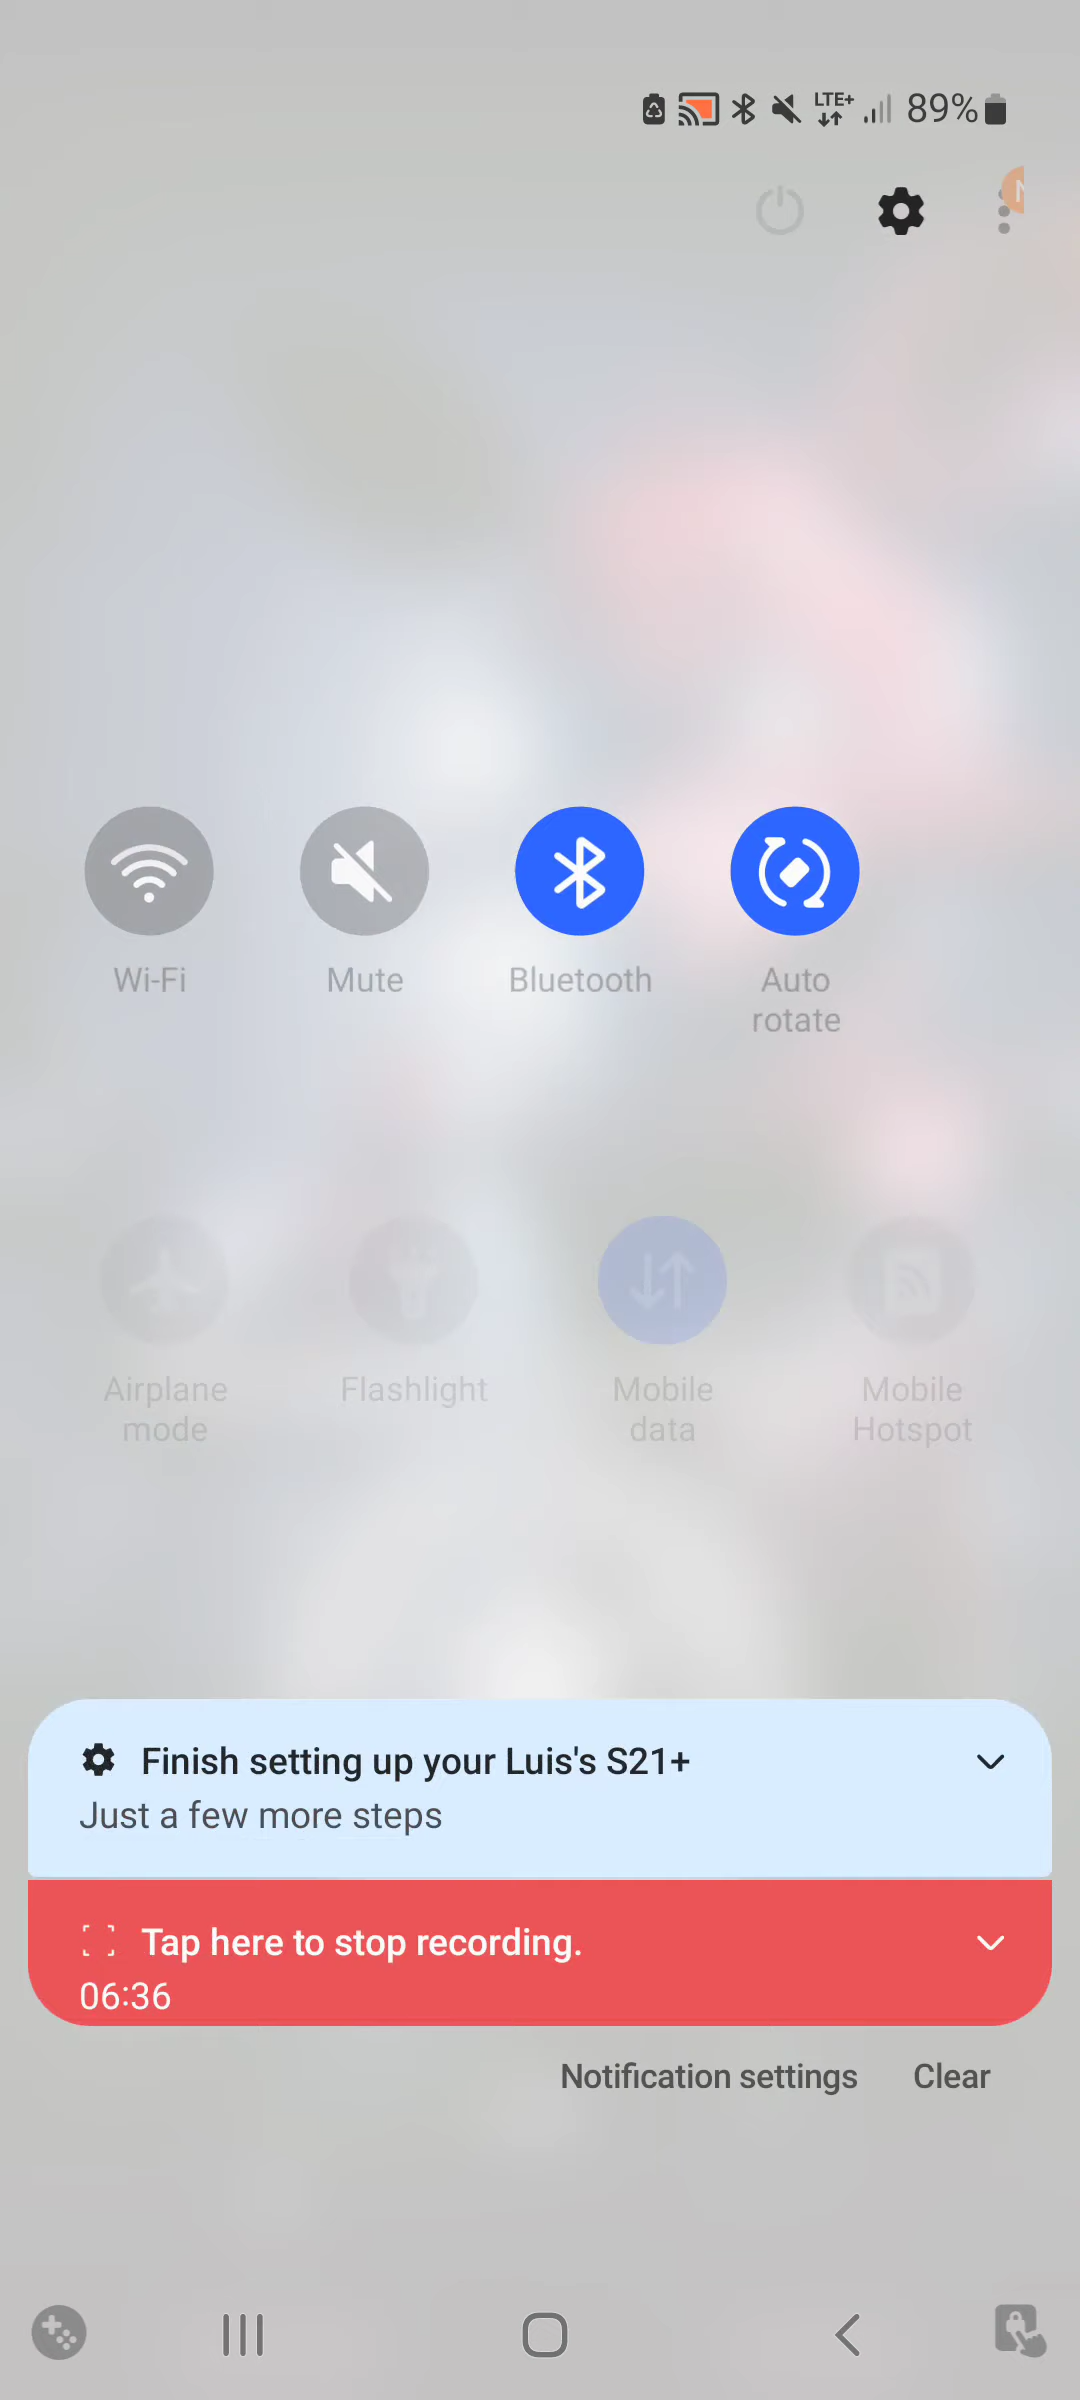 LTE+ 89%
N
Wi-Fi Mute Bluetooth Auto
rotate
Airplane Flashlight Mobile Mobile
mode data Hotspot
Finish setting up your Luis's S21+
Just a few more steps
Tap here to stop recording.
06:36
Notification settings Clear